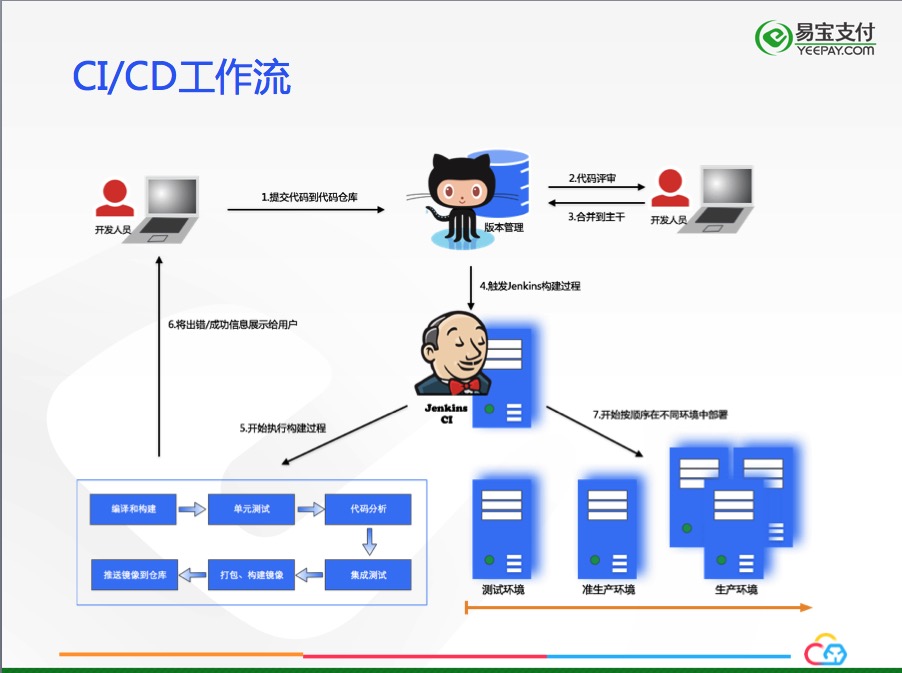 易宝支付
YEEPAY.COM
CI/CD工作流
1.提交代码到代码仓库
2.代码评审
3.合并到主干
开发人员
版本管理
开发人员
4.触发Jenkins构建过程
6.将出错/成功信息展示给用户
Jenkins
CI
5.开始执行构建过程
7.开始按顺序在不同环境中部署
编译和构建
单元测试
代码分析
推送镜像到仓库
打包、构建镜像
集成测试
测试环境
准生产环境
生产环境